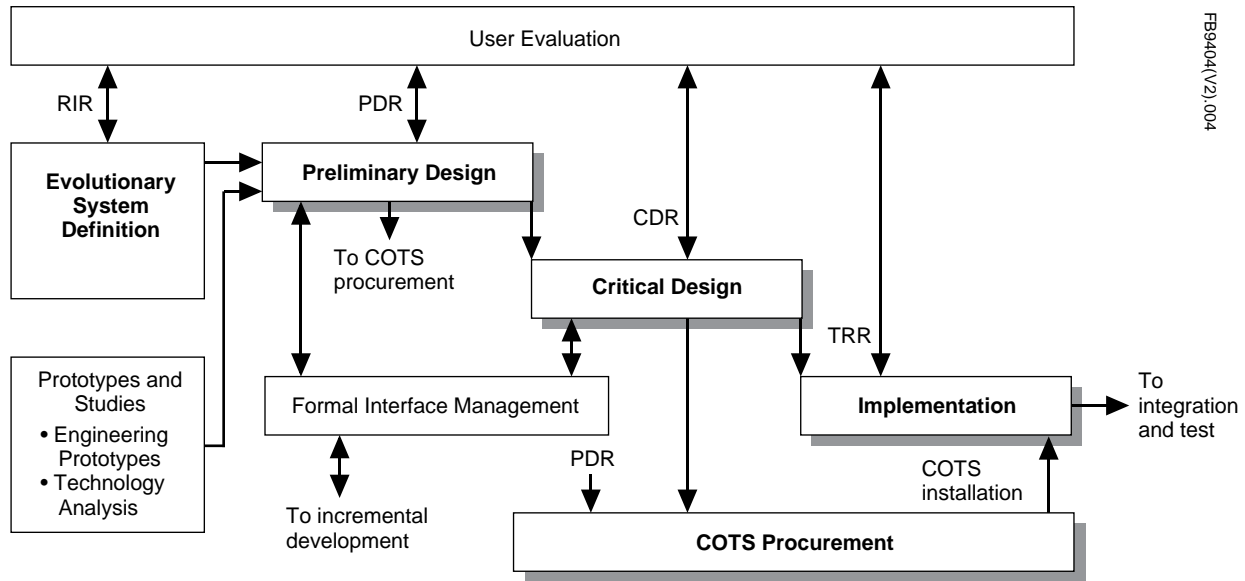 User Evaluation
FB9404(V2).004
RIR
PDR
Evolutionary
System
Definition
Preliminary Design
CDR
To COTS
procurement
Critical Design
TRR
Prototypes and
Studies
• Engineering
Prototypes
• Technology
Analysis
Formal Interface Management
Implementation
To
integration
and test
PDR
COTS
installation
To incremental
development
COTS Procurement